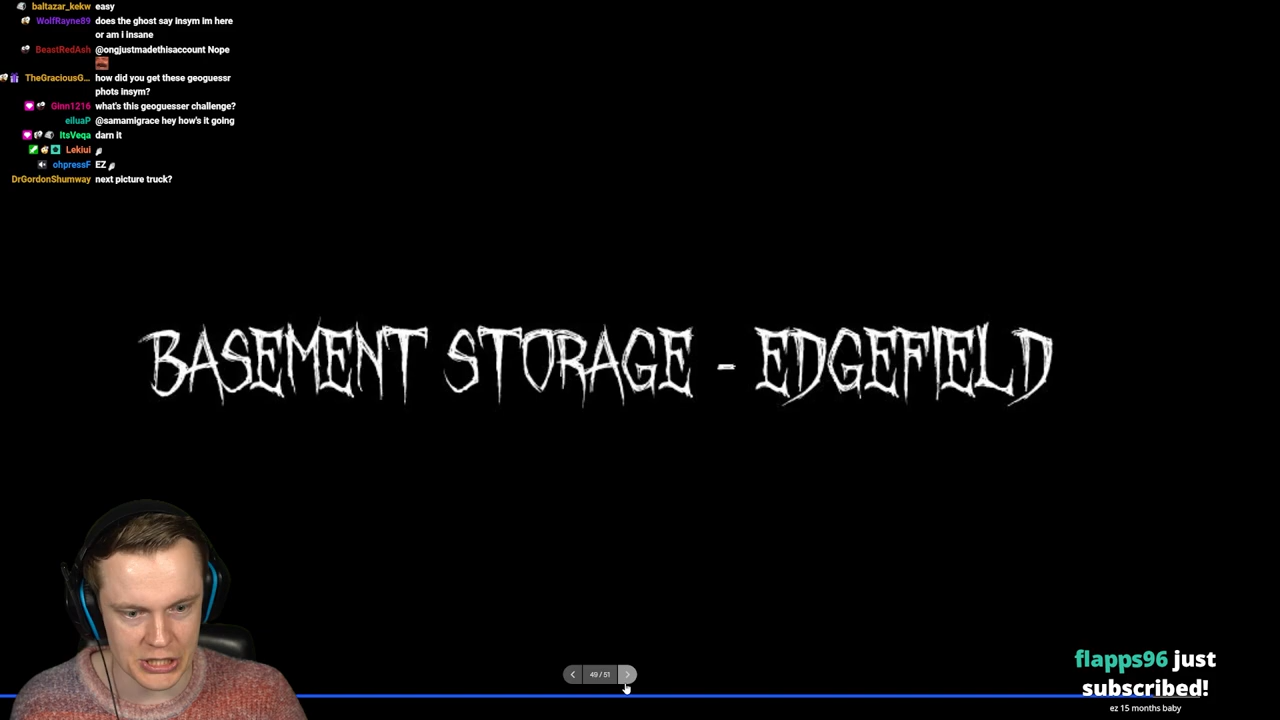 baltazar_kekw easy
WolfRayne89 does the ghost say insym im here
or am i insane
BeastRedAsh @ongjustmadethisaccount Nope
TheGraciousG... how did you get these geoguessr
phots insym?
Ginn1216 what's this geoguesser challenge?
eiluaP @samamigrace hey how's it going
ItsVeqa darn it
Lekiui
ohpressF EZ
DrGordonShumway next picture truck?
BASEMENT STORAGE - EDGEFIELD
49 / 51
flapps96 just
subscribed!
ez 15 months baby